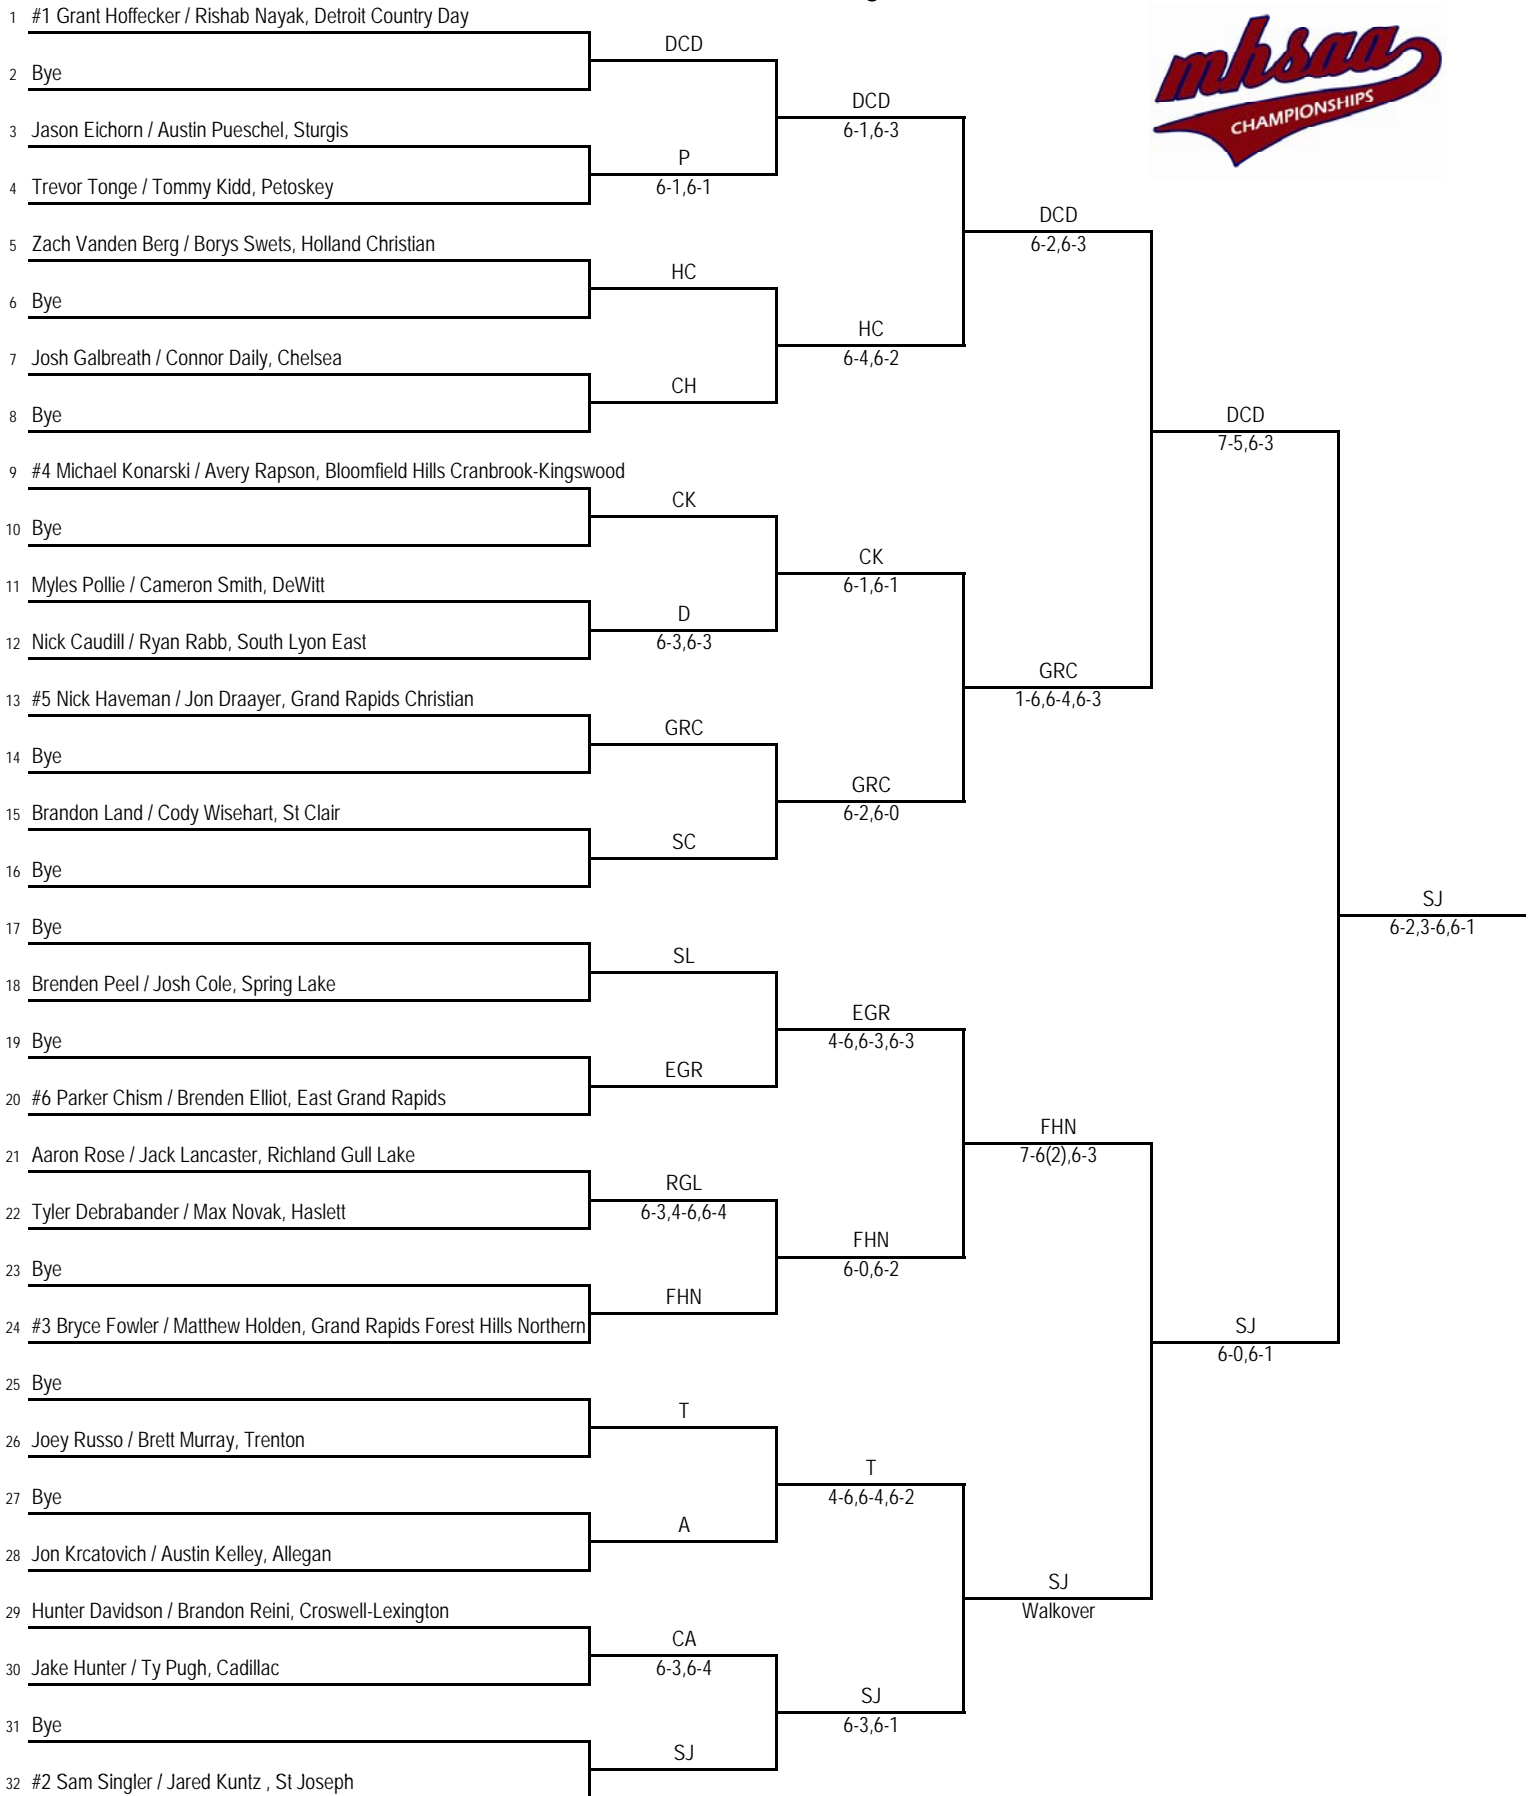 1 #1 Grant Hoffecker / Rishab Nayak, Detroit Country Day
DCD
2 Bye
DCD
6-1,6-3
3 Jason Eichorn / Austin Pueschel, Sturgis
P
6-1,6-1
4 Trevor Tonge / Tommy Kidd, Petoskey
DCD
6-2,6-3
5 Zach Vanden Berg / Borys Swets, Holland Christian
HC
6 Bye
HC
6-4,6-2
7 Josh Galbreath / Connor Daily, Chelsea
CH
8 Bye
DCD
7-5,6-3
9 #4 Michael Konarski / Avery Rapson, Bloomfield Hills Cranbrook-Kingswood
CK
10 Bye
CK
6-1,6-1
11 Myles Pollie / Cameron Smith, DeWitt
D
6-3,6-3
12 Nick Caudill / Ryan Rabb, South Lyon East
GRC
1-6,6-4,6-3
13 #5 Nick Haveman / Jon Draayer, Grand Rapids Christian
GRC
14 Bye
GRC
6-2,6-0
15 Brandon Land / Cody Wisehart, St Clair
SC
16 Bye
SJ
6-2,3-6,6-1
17 Bye
SL
18 Brenden Peel / Josh Cole, Spring Lake
EGR
4-6,6-3,6-3
19 Bye
EGR
20 #6 Parker Chism / Brenden Elliot, East Grand Rapids
FHN
7-6(2),6-3
21 Aaron Rose / Jack Lancaster, Richland Gull Lake
RGL
6-3,4-6,6-4
22 Tyler Debrabander / Max Novak, Haslett
FHN
6-0,6-2
23 Bye
FHN
24 #3 Bryce Fowler / Matthew Holden, Grand Rapids Forest Hills Northern
SJ
6-0,6-1
25 Bye
T
26 Joey Russo / Brett Murray, Trenton
T
4-6,6-4,6-2
27 Bye
A
28 Jon Krcatovich / Austin Kelley, Allegan
SJ
Walkover
29 Hunter Davidson / Brandon Reini, Croswell-Lexington
CA
6-3,6-4
30 Jake Hunter / Ty Pugh, Cadillac
SJ
6-3,6-1
31 Bye
SJ
32 #2 Sam Singler / Jared Kuntz , St Joseph
mhsaa
CHAMPIONSHIPS